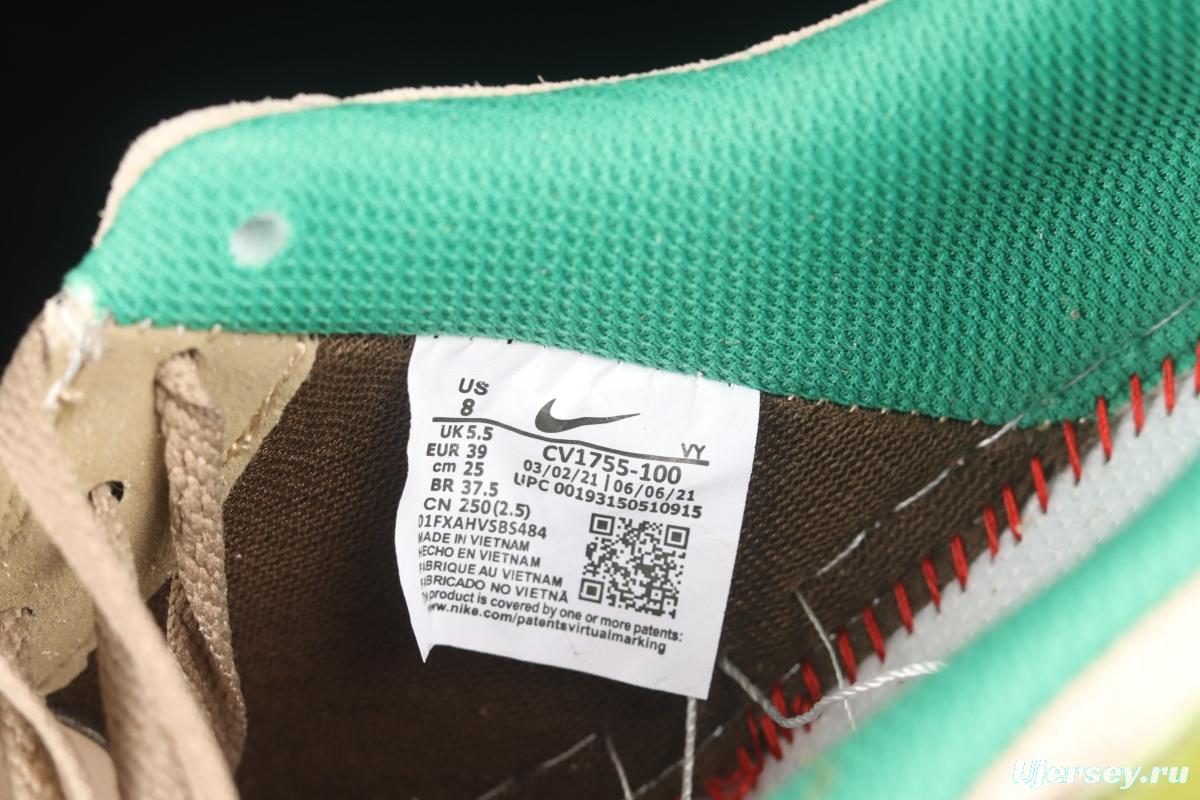 US
8
UK 5.5
EUR 39
cm 25
BR 37.5
CN 250(2.5)
VY
CV1755-100
03/02/21 | 06/06/21
UPC 00193150510915
01FXAHVSBS484
MADE IN VIETNAM
HECHO EN VIETNAM
FABRIQUE AU VIETNAM
FABRICADO NO VIETNÃ
product is covered by one or more patents:
www.nike.com/patentsvirtualmarking
Ujersey.ru